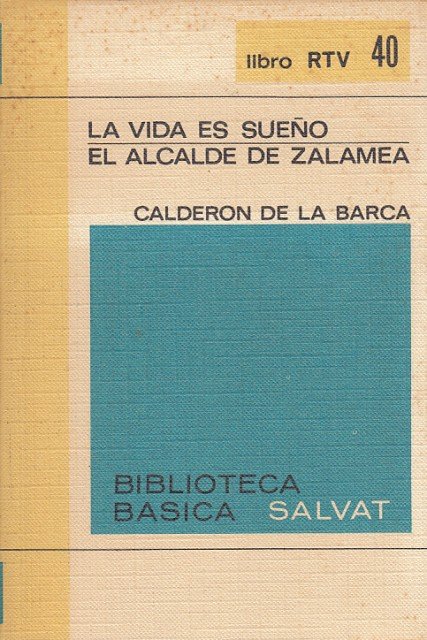 libro RTV 40
LA VIDA ES SUEÑO
EL ALCALDE DE ZALAMEA
CALDERON DE LA BARCA
BIBLIOTECA
BASICA SALVAT